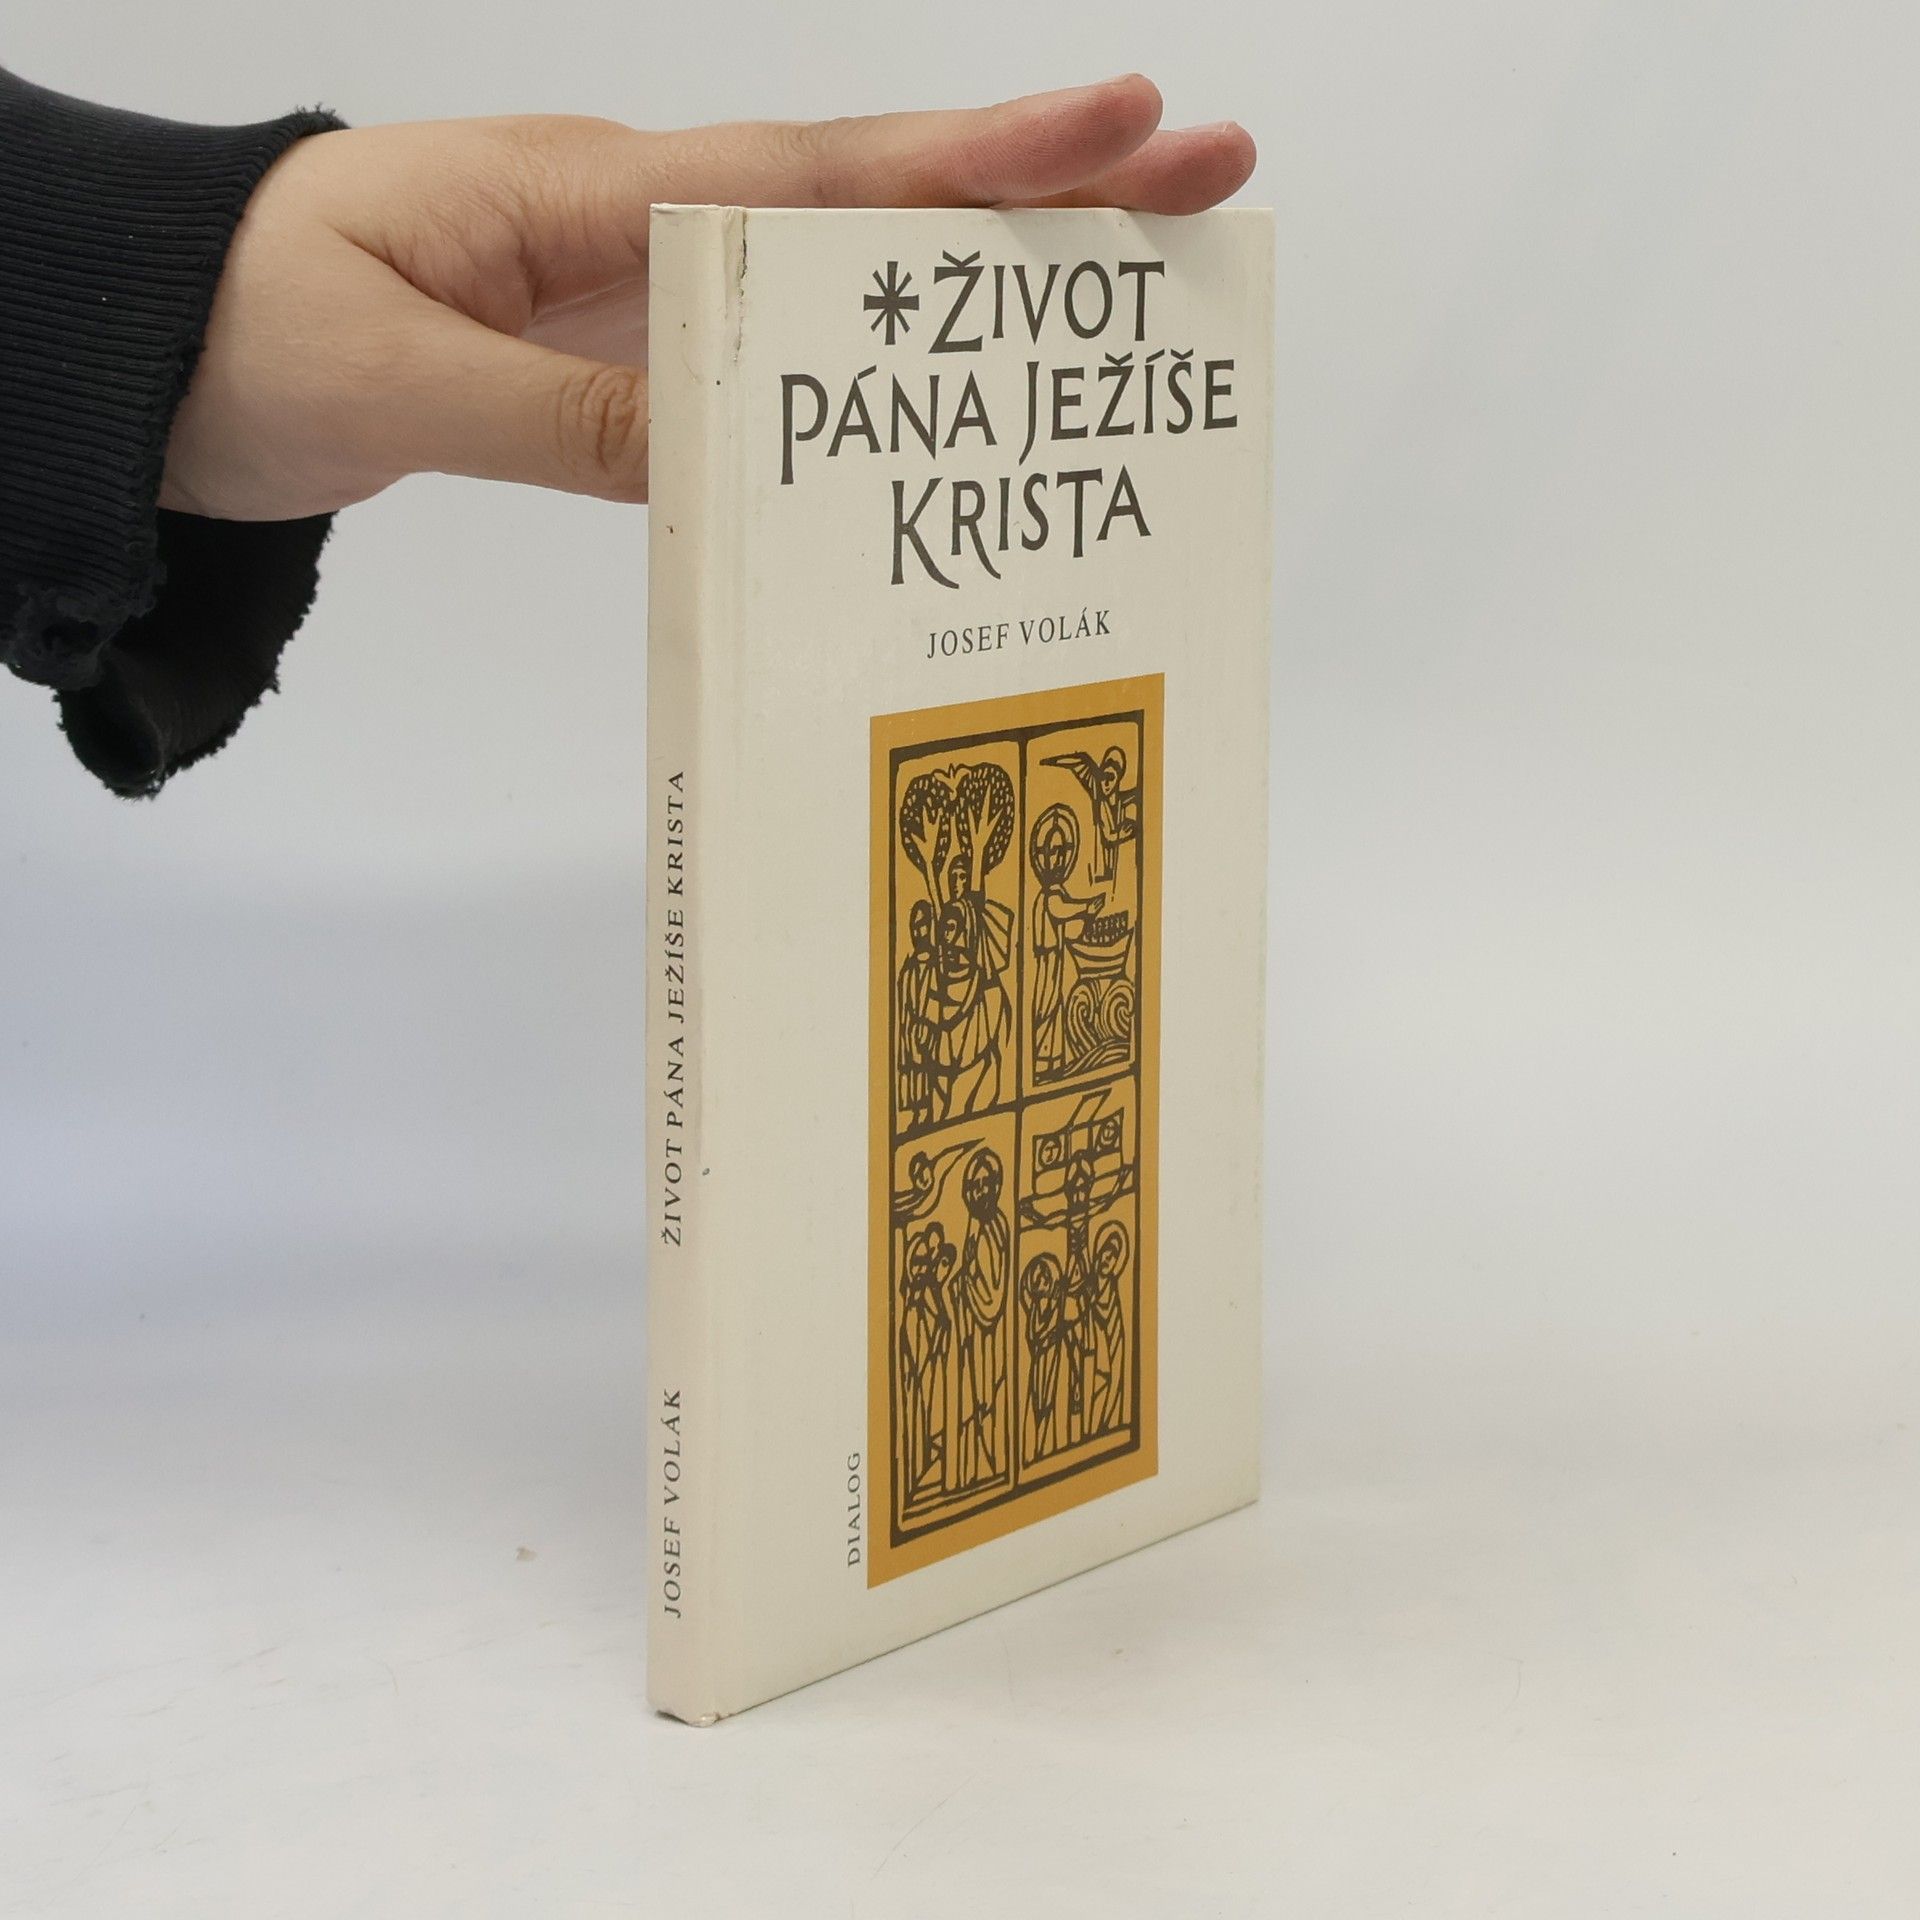 * ŽIVOT
PÁNA JEŽÍŠE
KRISTA
JOSEF VOLÁK
DIALOG
JOSEF VOLÁK ŽIVOT PÁNA JEŽÍŠE KRISTA